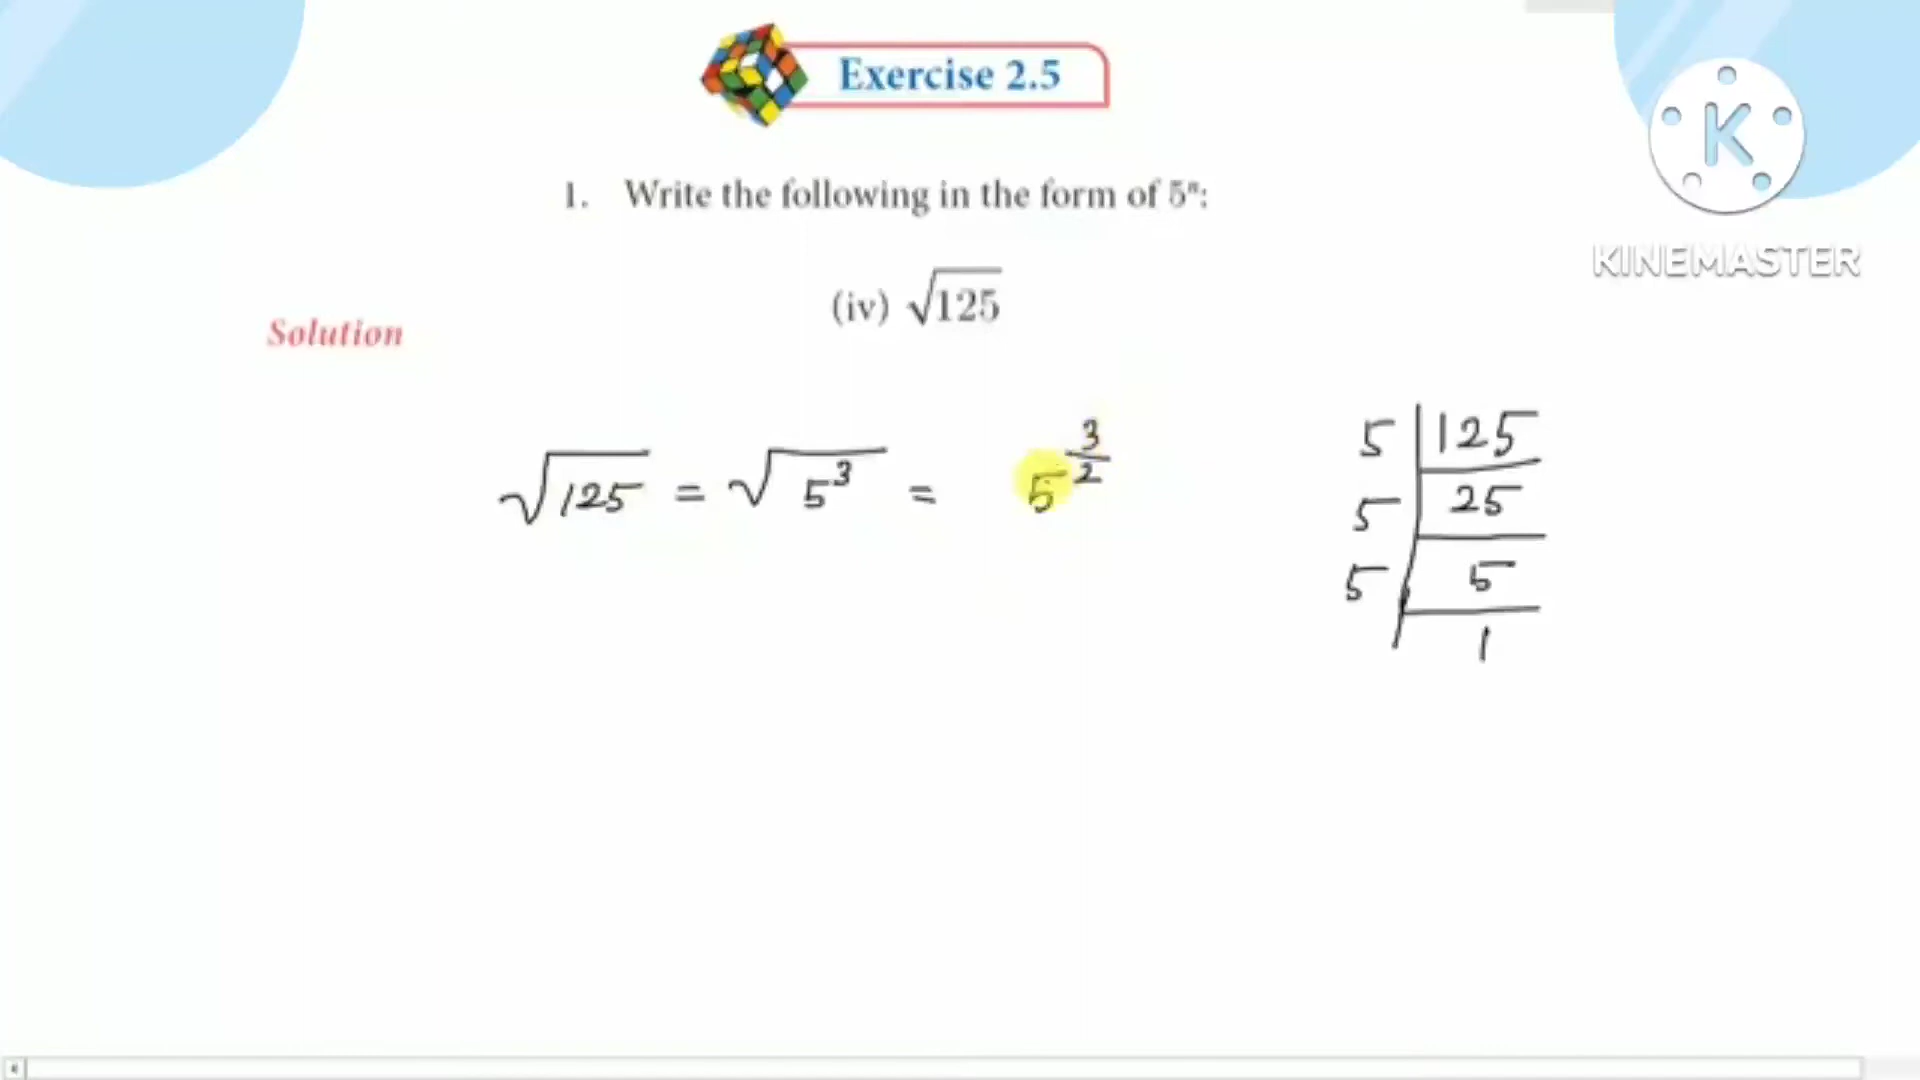 Exercise 2.5
K
KINEMASTER
1. Write the following in the form of 5ⁿ:
(iv) √125
Solution
√125 = √5³ = 5^(3/2)
5 | 125
5 | 25
5 | 5
1